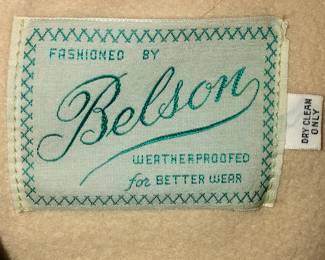 FASHIONED BY
Belson
WEATHERPROOFED
for BETTER WEAR
DRY CLEAN
ONLY